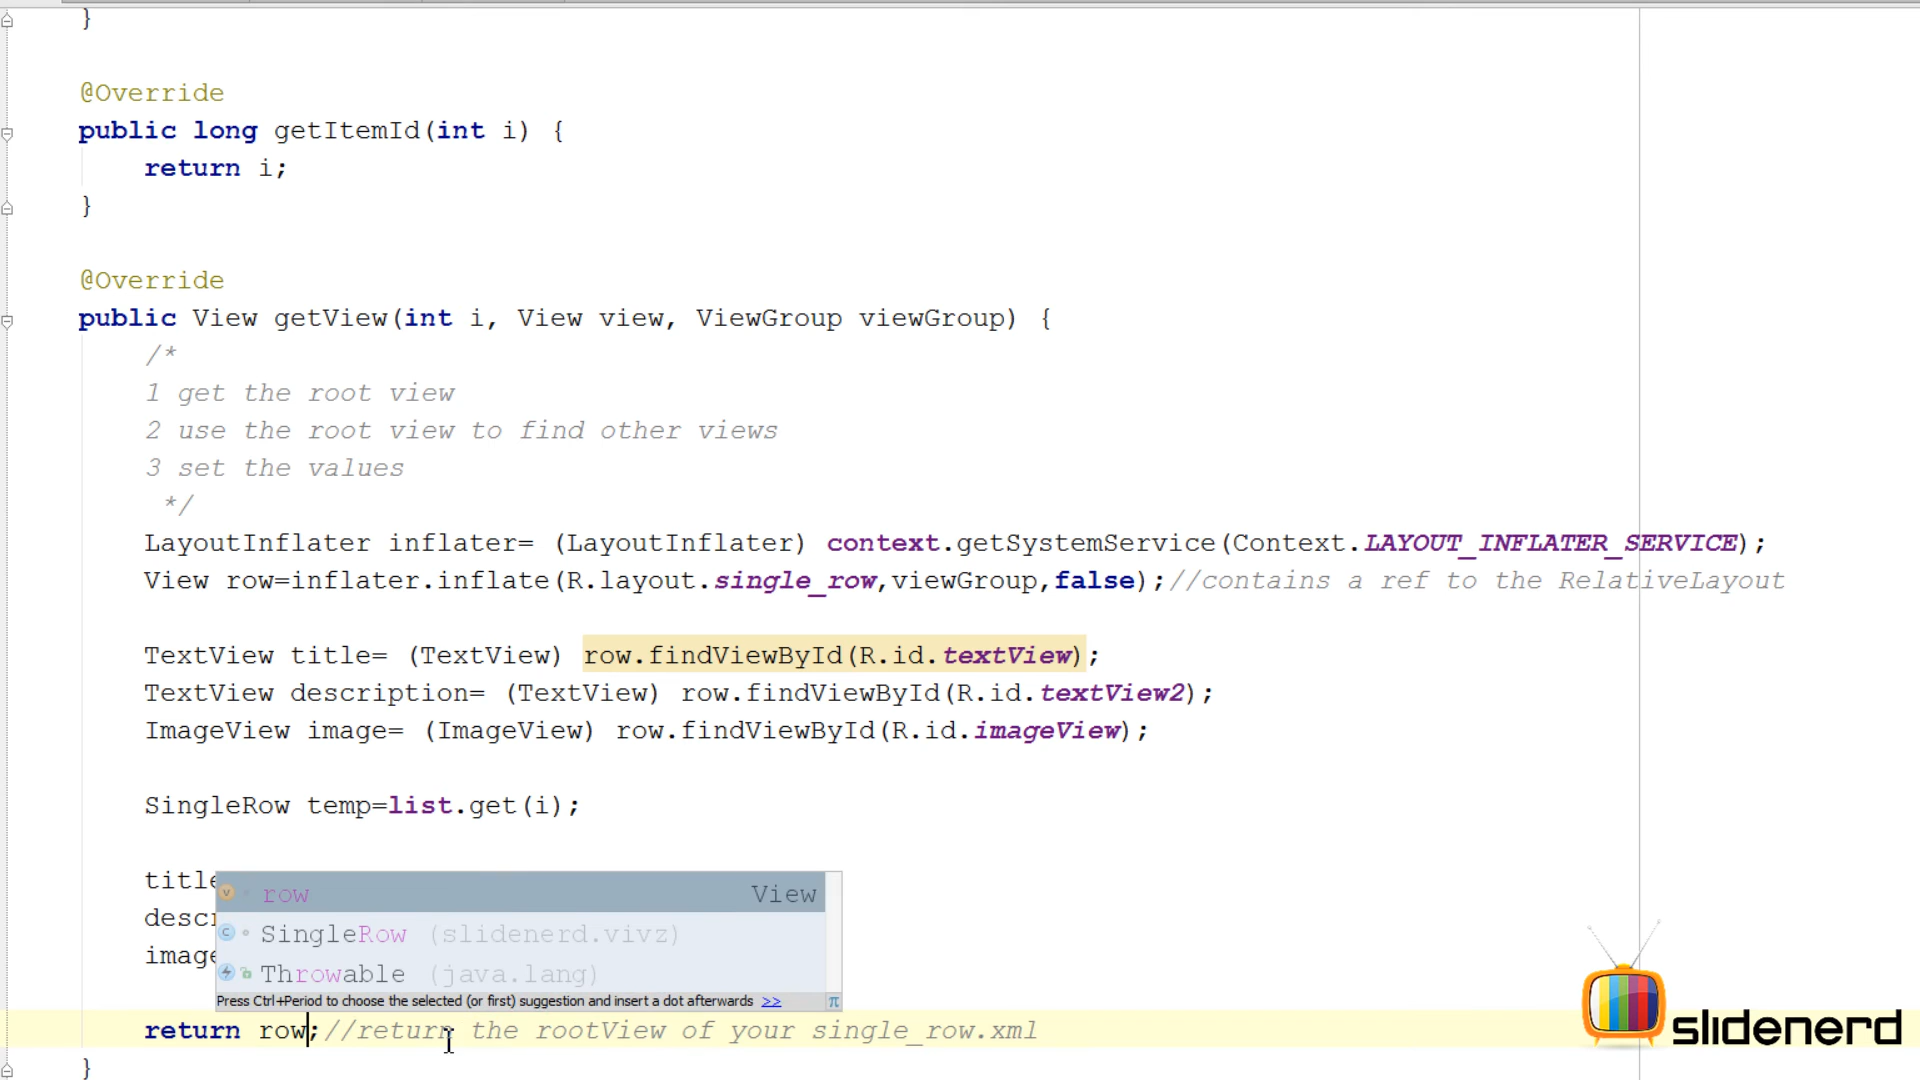 }
@Override
public long getItemId(int i) {
return i;
}
@Override
public View getView(int i, View view, ViewGroup viewGroup) {
/*
1 get the root view
2 use the root view to find other views
3 set the values
*/
LayoutInflater inflater= (LayoutInflater) context.getSystemService(Context.LAYOUT_INFLATER_SERVICE);
View row=inflater.inflate(R.layout.single_row,viewGroup,false);//contains a ref to the RelativeLayout
TextView title= (TextView) row.findViewById(R.id.textView);
TextView description= (TextView) row.findViewById(R.id.textView2);
ImageView image= (ImageView) row.findViewById(R.id.imageView);
SingleRow temp=list.get(i);
row View
SingleRow (slidenerd.vivz)
Throwable (java.lang)
Press Ctrl+Period to choose the selected (or first) suggestion and insert a dot afterwards >> π
return row;//return the rootView of your single_row.xml
}
slidenerd